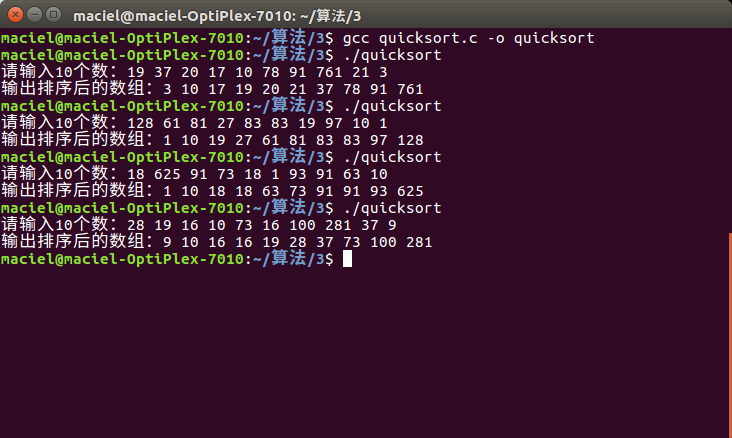 maciel@maciel-OptiPlex-7010: ~/算法/3
maciel@maciel-OptiPlex-7010:~/算法/3$ gcc quicksort.c -o quicksort
maciel@maciel-OptiPlex-7010:~/算法/3$ ./quicksort
请输入10个数：19 37 20 17 10 78 91 761 21 3
输出排序后的数组：3 10 17 19 20 21 37 78 91 761
maciel@maciel-OptiPlex-7010:~/算法/3$ ./quicksort
请输入10个数：128 61 81 27 83 83 19 97 10 1
输出排序后的数组：1 10 19 27 61 81 83 83 97 128
maciel@maciel-OptiPlex-7010:~/算法/3$ ./quicksort
请输入10个数：18 625 91 73 18 1 93 91 63 10
输出排序后的数组：1 10 18 18 63 73 91 91 93 625
maciel@maciel-OptiPlex-7010:~/算法/3$ ./quicksort
请输入10个数：28 19 16 10 73 16 100 281 37 9
输出排序后的数组：9 10 16 16 19 28 37 73 100 281
maciel@maciel-OptiPlex-7010:~/算法/3$